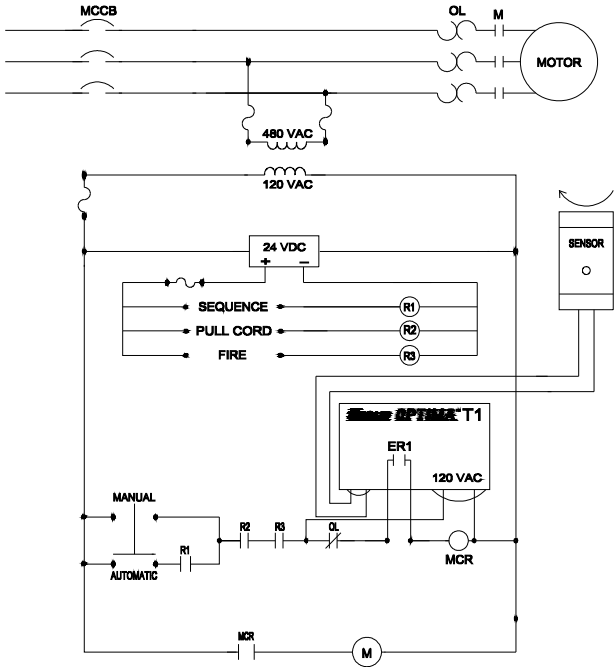 MCCB
OL
M
MOTOR
480 VAC
120 VAC
24 VDC
+ −
SENSOR
SEQUENCE R1
PULL CORD R2
FIRE R3
OPTIMA T1
ER1
120 VAC
MANUAL
R2
R3
OL
R1
AUTOMATIC
MCR
MCR
M